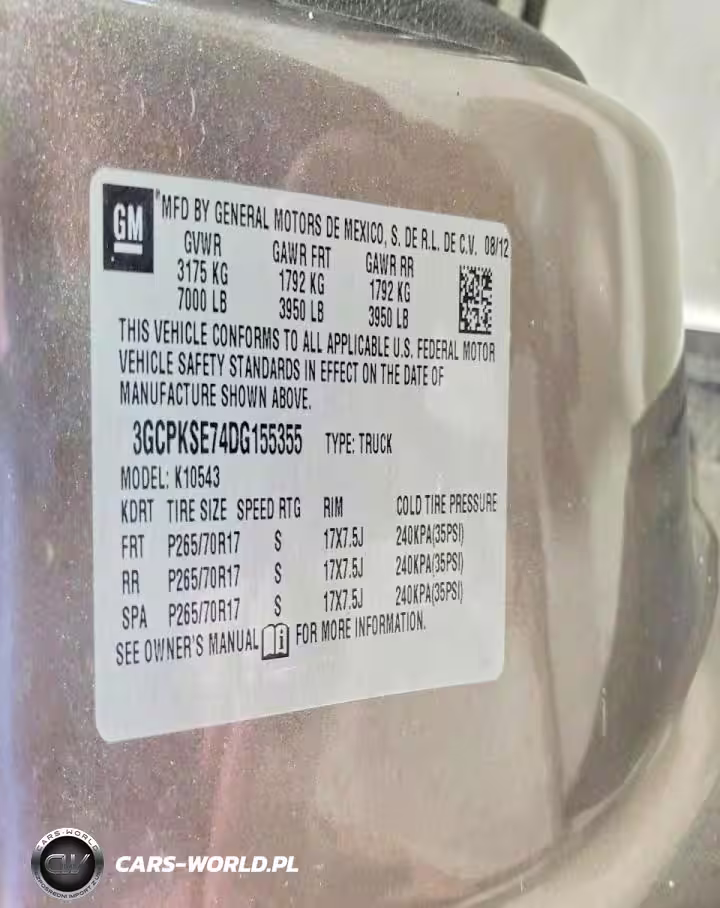 GM
MFD BY GENERAL MOTORS DE MEXICO, S. DE R.L. DE C.V. 08/12
GVWR GAWR FRT GAWR RR
3175 KG 1792 KG 1792 KG
7000 LB 3950 LB 3950 LB
THIS VEHICLE CONFORMS TO ALL APPLICABLE U.S. FEDERAL MOTOR
VEHICLE SAFETY STANDARDS IN EFFECT ON THE DATE OF
MANUFACTURE SHOWN ABOVE.
3GCPKSE74DG155355 TYPE: TRUCK
MODEL: K10543
KDRT TIRE SIZE SPEED RTG RIM COLD TIRE PRESSURE
FRT P265/70R17 S 17X7.5J 240KPA(35PSI)
RR P265/70R17 S 17X7.5J 240KPA(35PSI)
SPA P265/70R17 S 17X7.5J 240KPA(35PSI)
SEE OWNER'S MANUAL FOR MORE INFORMATION.
CARS-WORLD
CW
CARS-WORLD.PL